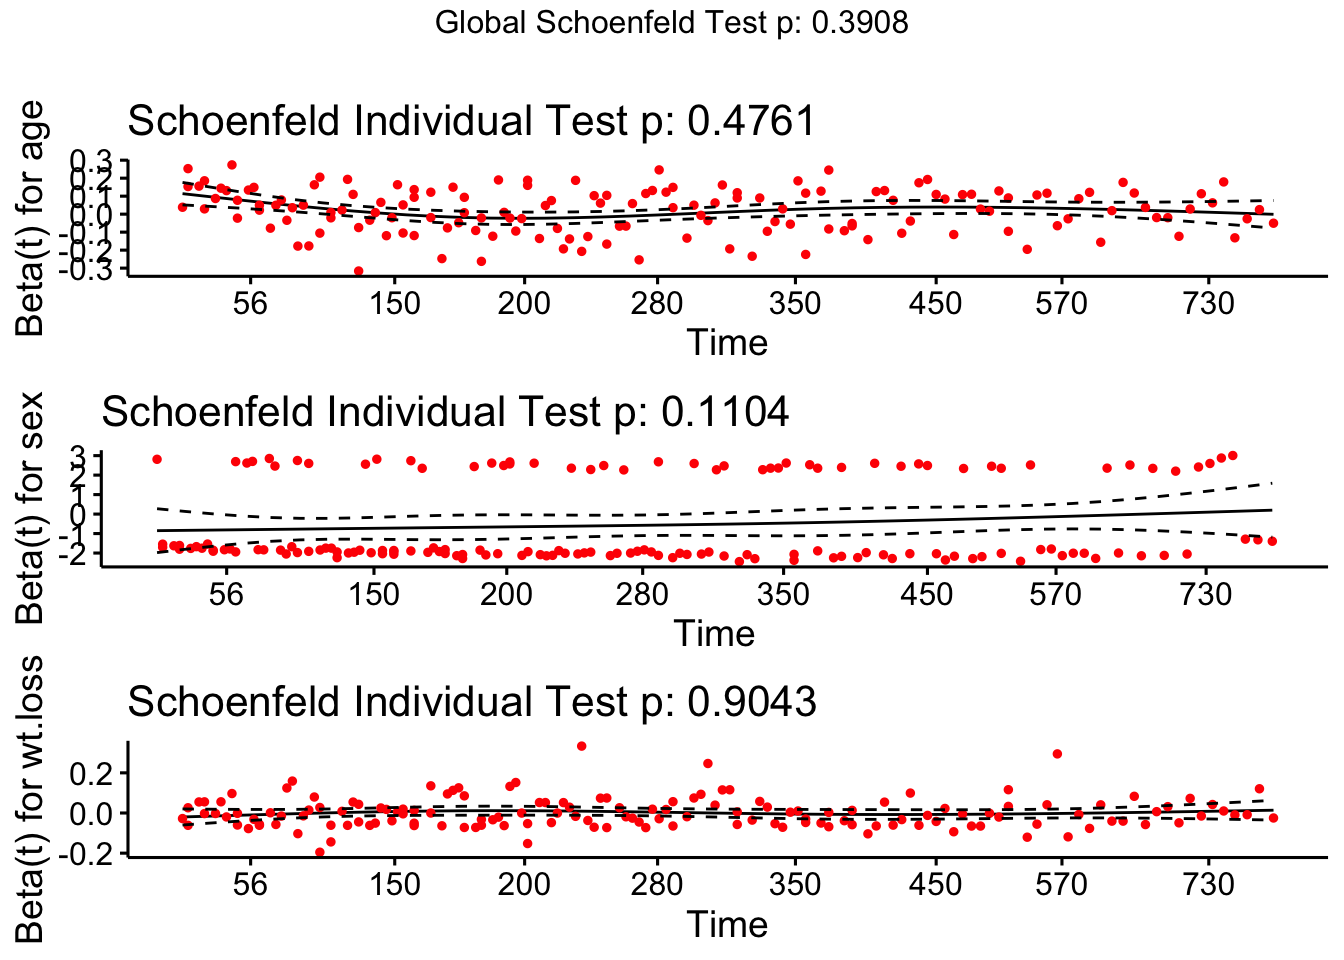 Global Schoenfeld Test p: 0.3908
Schoenfeld Individual Test p: 0.4761
Beta(t) for age
0.3
0.2
0.1
0.0
-0.1
-0.2
-0.3
56 150 200 280 350 450 570 730
Time
Schoenfeld Individual Test p: 0.1104
Beta(t) for sex
3
2
1
0
-1
-2
56 150 200 280 350 450 570 730
Time
Schoenfeld Individual Test p: 0.9043
Beta(t) for wt.loss
0.2
0.0
-0.2
56 150 200 280 350 450 570 730
Time